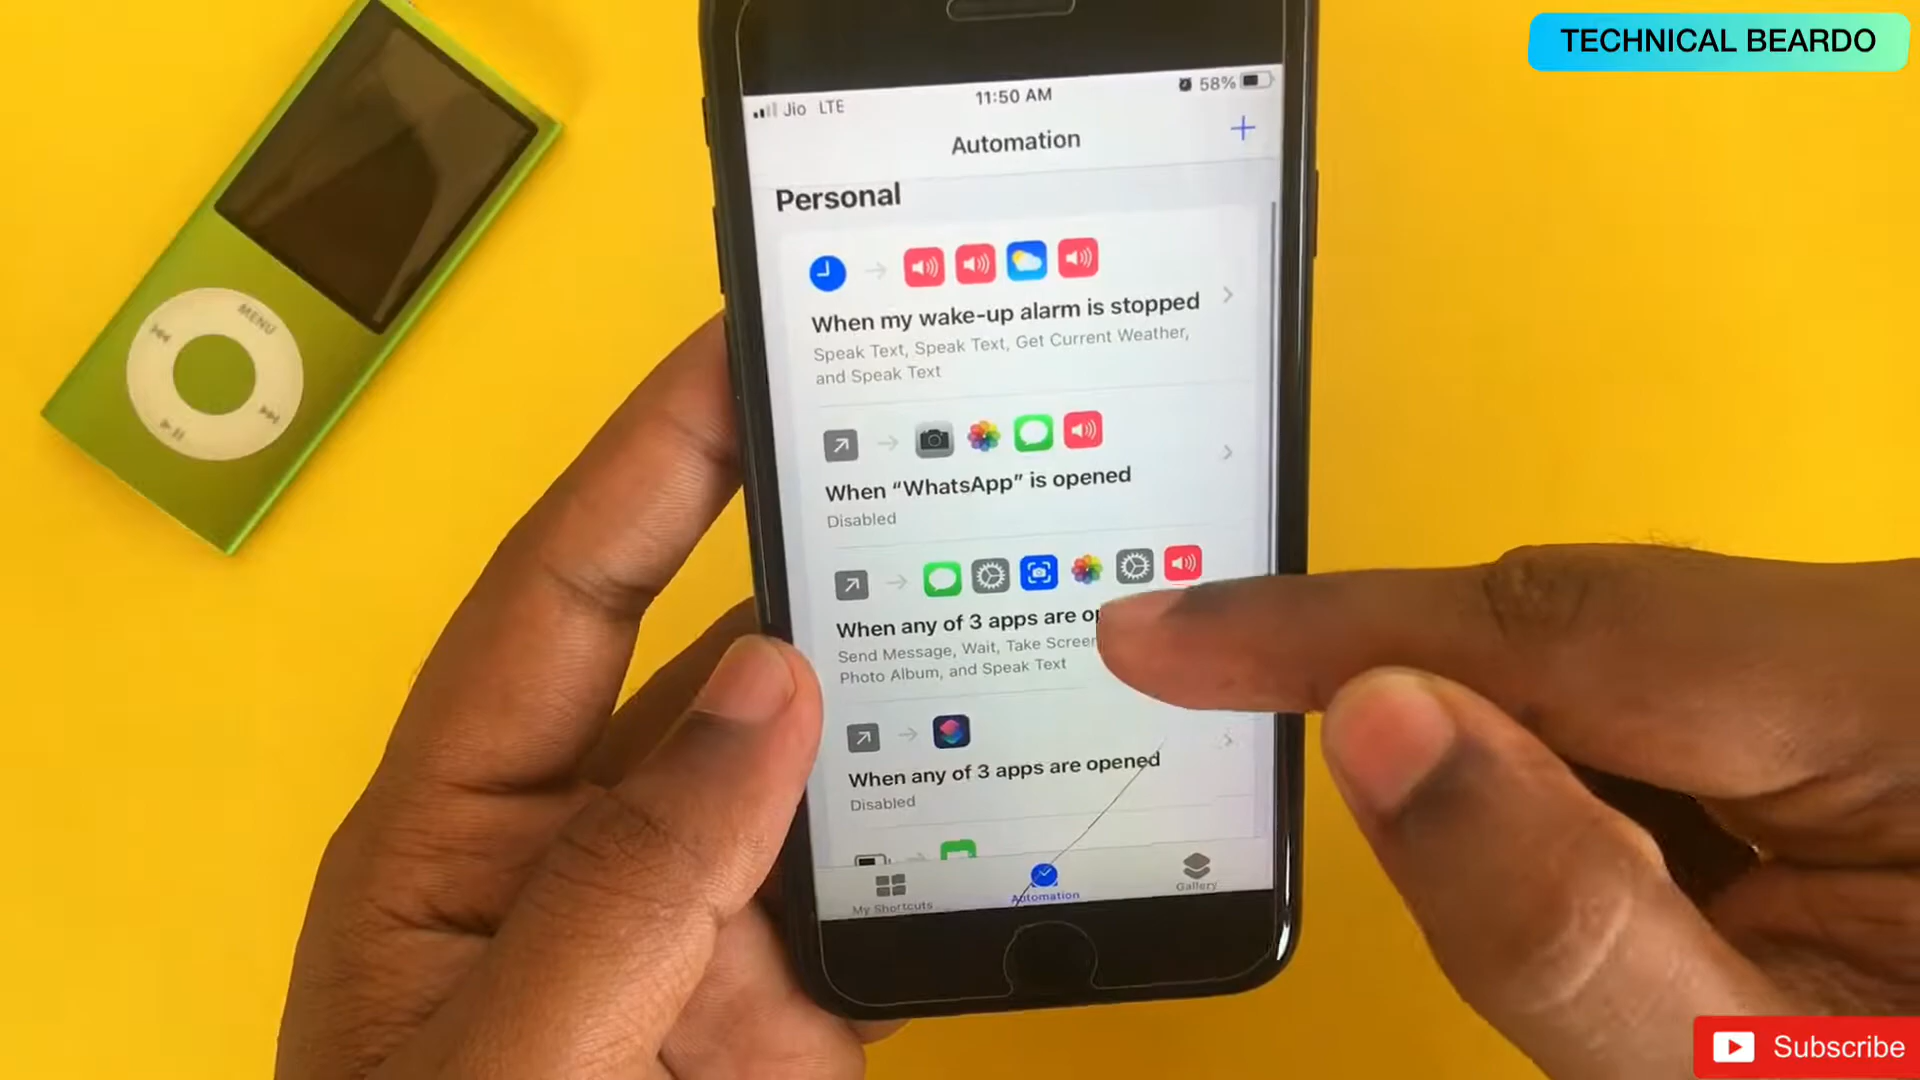 TECHNICAL BEARDO
Jio LTE
11:50 AM
58%
Automation
Personal
When my wake-up alarm is stopped
Speak Text, Speak Text, Get Current Weather,
and Speak Text
When “WhatsApp” is opened
Disabled
When any of 3 apps are
Send Message, Wait, Take
Photo Album, and Speak Text
When any of 3 apps are opened
Disabled
My Shortcuts
Automation
Gallery
MENU
Subscribe